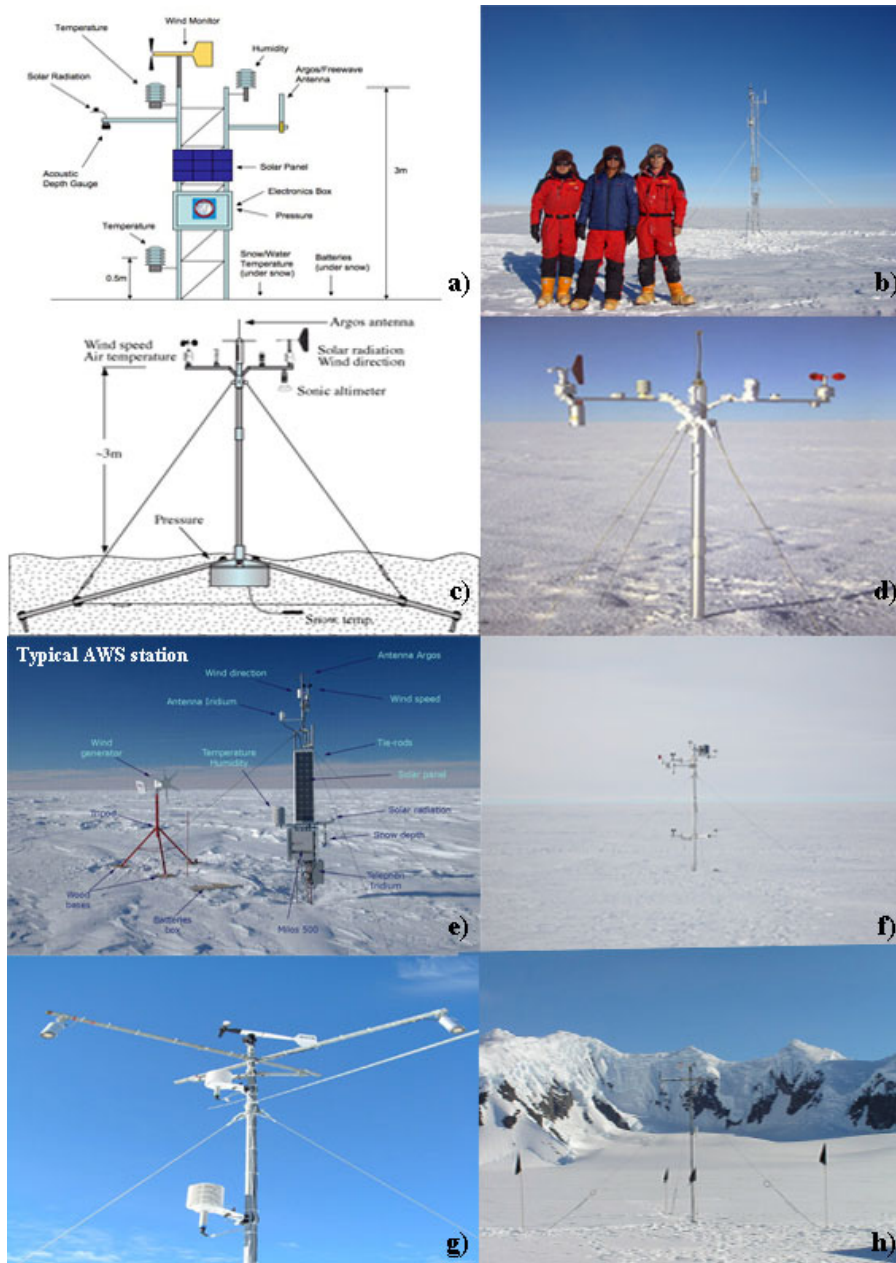 Wind Monitor
Temperature
Humidity
Solar Radiation
Argos/Freewave
Antenna
Acoustic
Depth Gauge
Solar Panel
3m
Electronics Box
Pressure
Temperature
0.5m
Snow/Water
Temperature
(under snow)
Batteries
(under snow)
a)
b)
Argos antenna
Wind speed
Air temperature
Solar radiation
Wind direction
Sonic altimeter
~3m
Pressure
Snow temp.
c)
d)
Typical AWS station
Antenna Argos
Wind direction
Wind speed
Antenna Iridium
Wind
generator
Temperature
Humidity
Tie-rods
Solar panel
Tripod
Solar radiation
Snow depth
Wood
bases
Batteries
box
Milos 500
Telephon
Iridium
e)
f)
g)
h)